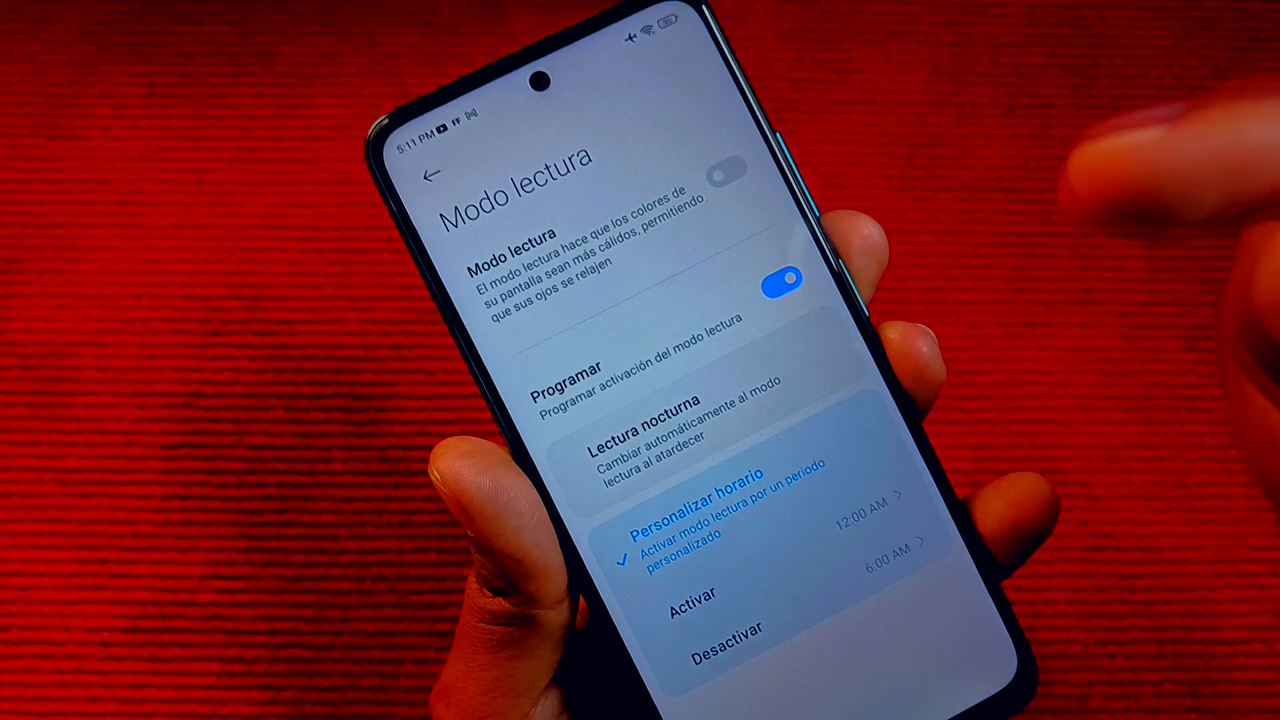 5:11 PM
30
Modo lectura
Modo lectura
El modo lectura hace que los colores de
su pantalla sean más cálidos, permitiendo
que sus ojos se relajen
Programar
Programar activación del modo lectura
Lectura nocturna
Cambiar automáticamente al modo
lectura al atardecer
Personalizar horario
Activar modo lectura por un periodo
personalizado
Activar
12:00 AM
Desactivar
6:00 AM